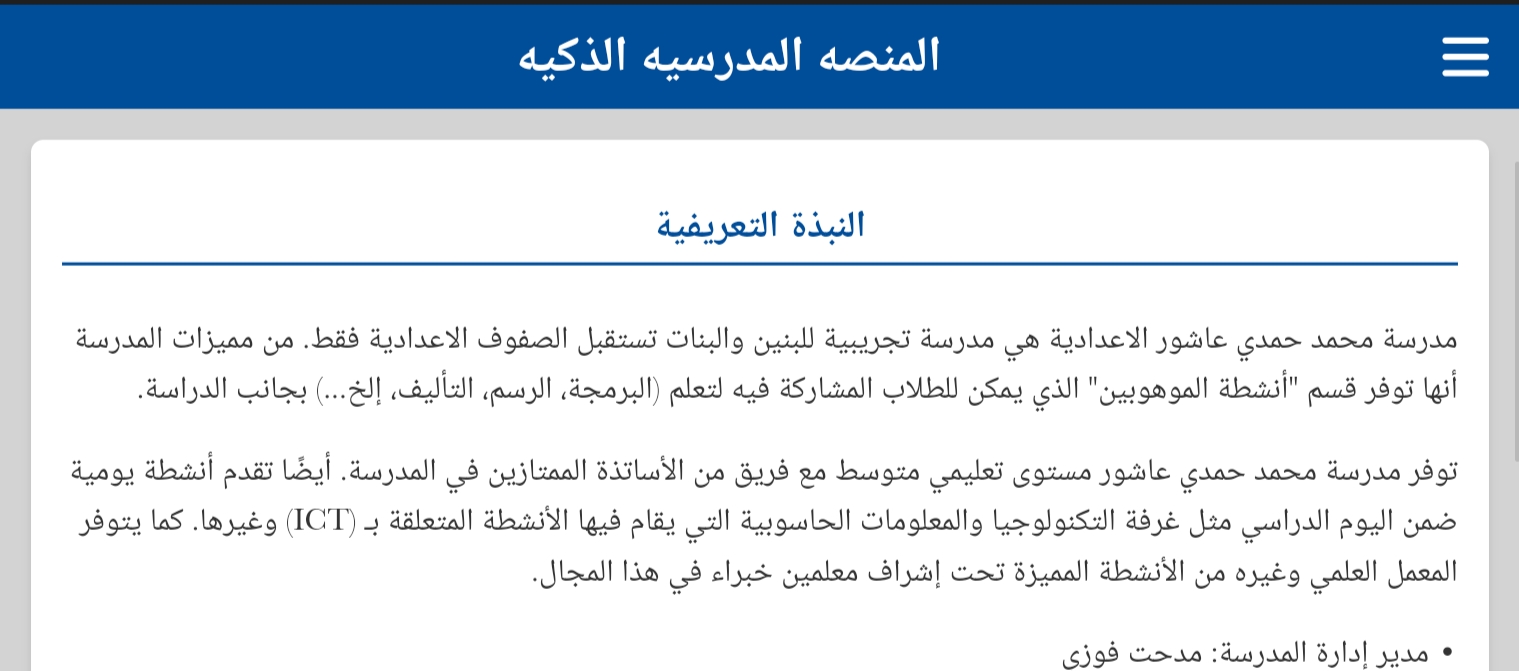 المنصه المدرسيه الذكيه
النبذة التعريفية
مدرسة محمد حمدي عاشور الاعدادية هي مدرسة تجريبية للبنين والبنات تستقبل الصفوف الاعدادية فقط. من مميزات المدرسة
أنها توفر قسم "أنشطة الموهوبين" الذي يمكن للطلاب المشاركة فيه لتعلم (البرمجة، الرسم، التأليف، إلخ...) بجانب الدراسة.
توفر مدرسة محمد حمدي عاشور مستوى تعليمي متوسط مع فريق من الأساتذة الممتازين في المدرسة. أيضًا تقدم أنشطة يومية
ضمن اليوم الدراسي مثل غرفة التكنولوجيا والمعلومات الحاسوبية التي يقام فيها الأنشطة المتعلقة بـ (ICT) وغيرها. كما يتوفر
المعمل العلمي وغيره من الأنشطة المميزة تحت إشراف معلمين خبراء في هذا المجال.
• مدير إدارة المدرسة: مدحت فوزي